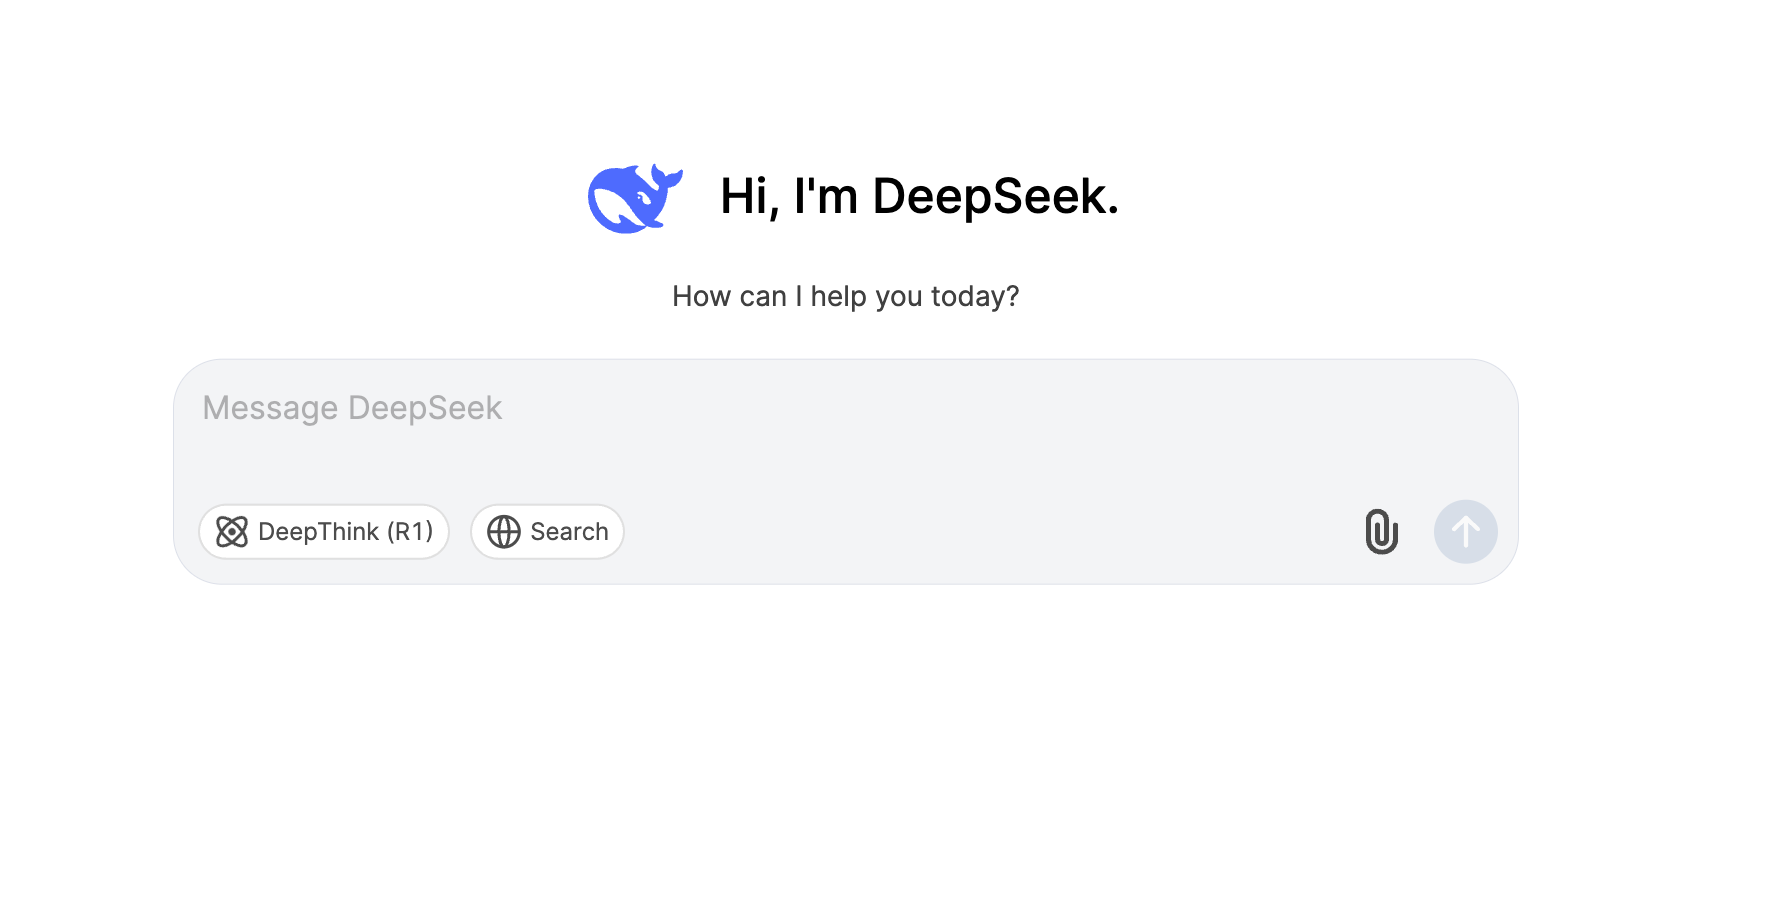 Hi, I'm DeepSeek.
How can I help you today?
Message DeepSeek
DeepThink (R1)
Search